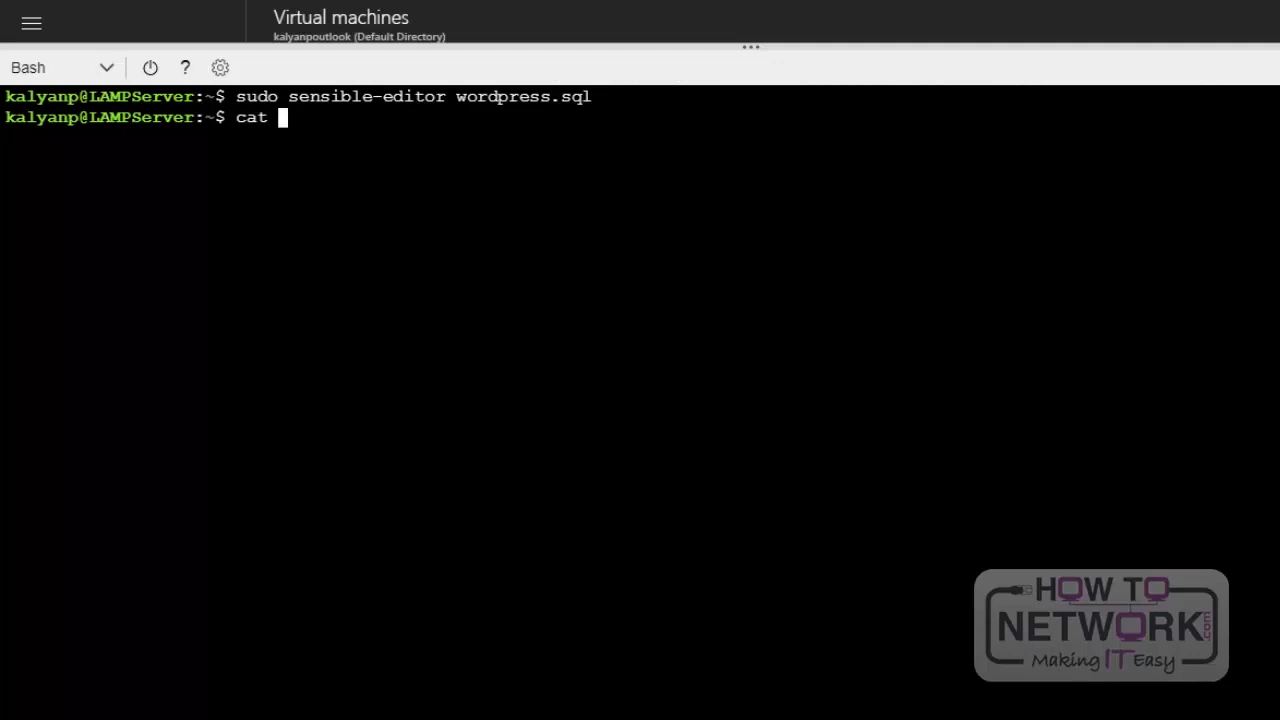 Virtual machines
kalyanpoutlook (Default Directory)
Bash
?
kalyanp@LAMPServer:~$ sudo sensible-editor wordpress.sql
kalyanp@LAMPServer:~$ cat
HOW TO
NETWORK.com
Making IT Easy